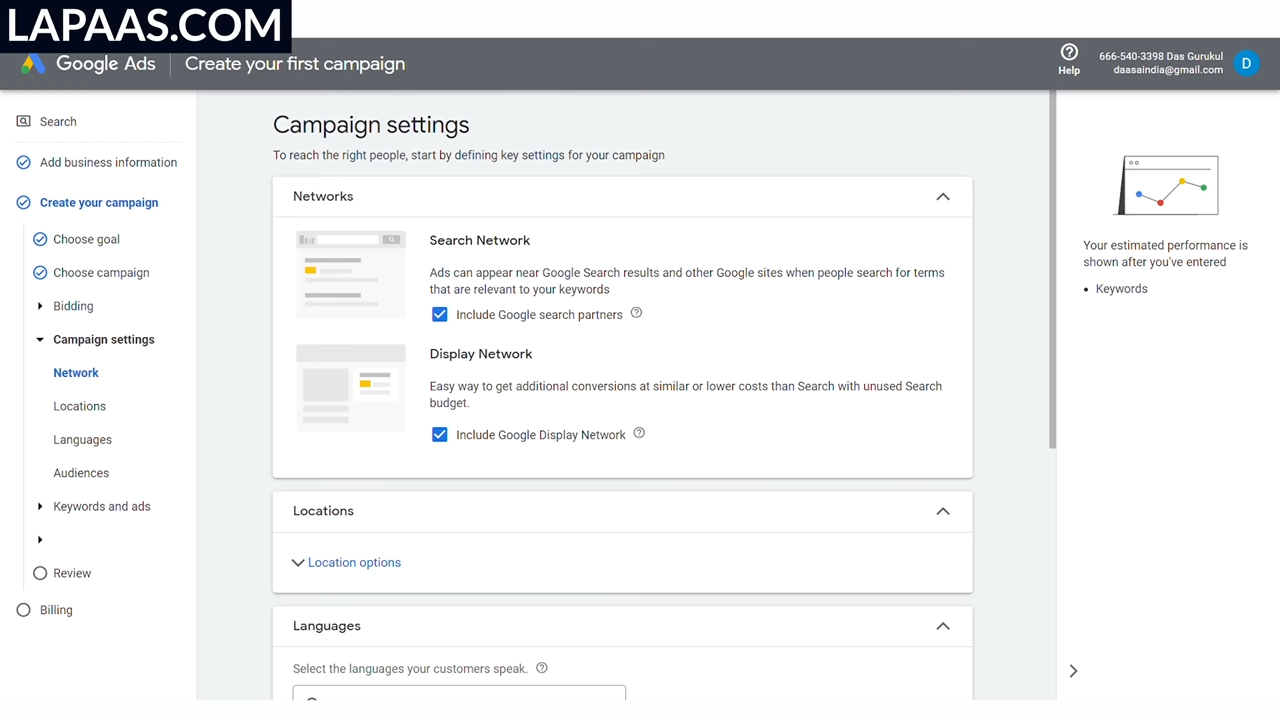 LAPAAS.COM
Google Ads
Create your first campaign
Help
666-540-3398 Das Gurukul
daasaindia@gmail.com
D
Search
Add business information
Create your campaign
Choose goal
Choose campaign
Bidding
Campaign settings
Network
Locations
Languages
Audiences
Keywords and ads
Review
Billing
Campaign settings
To reach the right people, start by defining key settings for your campaign
Networks
Search Network
Ads can appear near Google Search results and other Google sites when people search for terms
that are relevant to your keywords
Include Google search partners
Display Network
Easy way to get additional conversions at similar or lower costs than Search with unused Search
budget.
Include Google Display Network
Locations
Location options
Languages
Select the languages your customers speak.
Your estimated performance is
shown after you've entered
• Keywords